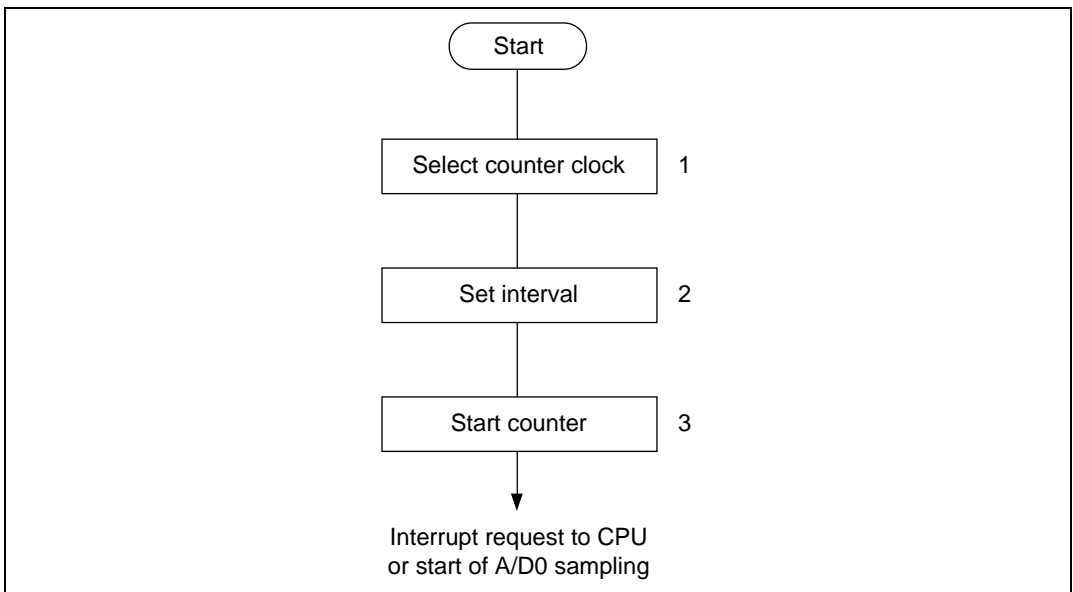 Start
Select counter clock 1
Set interval 2
Start counter 3
Interrupt request to CPU
or start of A/D0 sampling